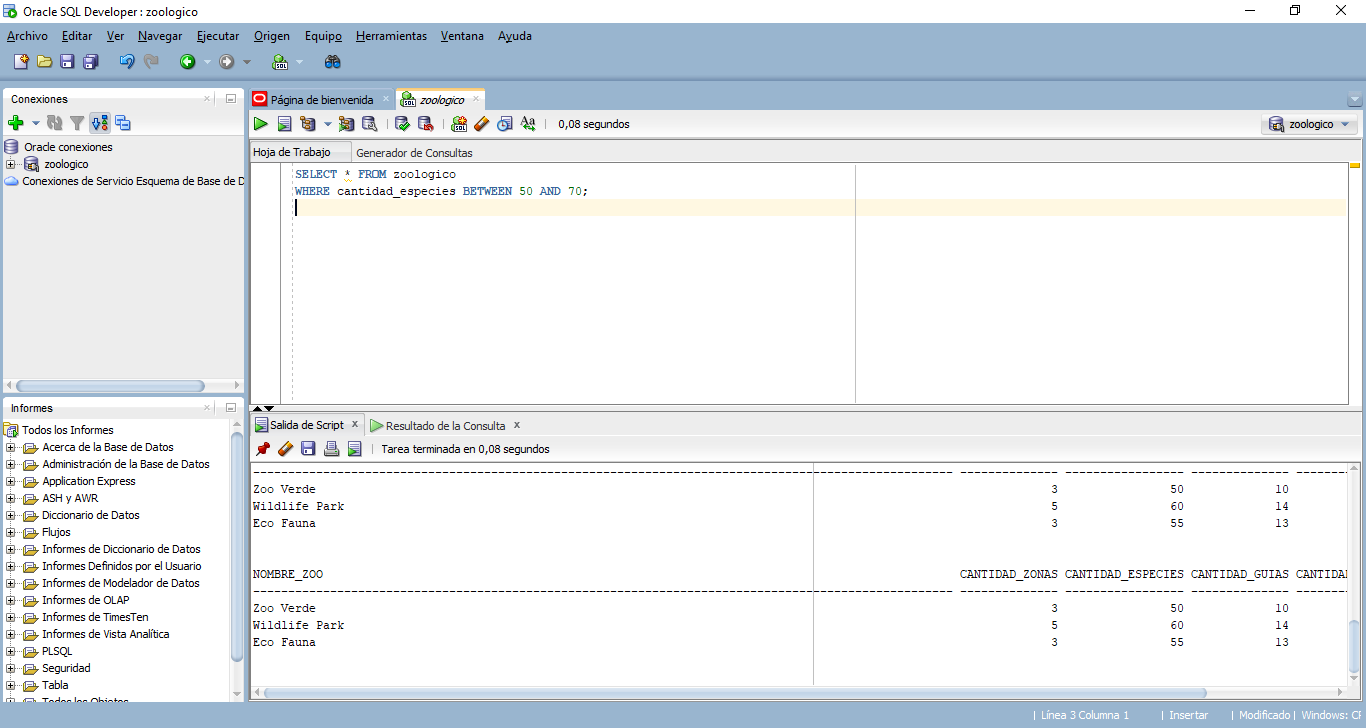 Oracle SQL Developer : zoologico
Archivo Editar Ver Navegar Ejecutar Origen Equipo Herramientas Ventana Ayuda
Conexiones
Oracle conexiones
zoologico
Conexiones de Servicio Esquema de Base de D
Informes
Todos los Informes
Acerca de la Base de Datos
Administración de la Base de Datos
Application Express
ASH y AWR
Diccionario de Datos
Flujos
Informes de Diccionario de Datos
Informes Definidos por el Usuario
Informes de Modelador de Datos
Informes de OLAP
Informes de TimesTen
Informes de Vista Analítica
PLSQL
Seguridad
Tabla
Todos los Objetos
Página de bienvenida zoologico
0,08 segundos zoologico
Hoja de Trabajo Generador de Consultas
SELECT * FROM zoologico
WHERE cantidad_especies BETWEEN 50 AND 70;
Salida de Script x Resultado de la Consulta x
Tarea terminada en 0,08 segundos
Zoo Verde 3 50 10
Wildlife Park 5 60 14
Eco Fauna 3 55 13
NOMBRE_ZOO CANTIDAD_ZONAS CANTIDAD_ESPECIES CANTIDAD_GUIAS CANTIDA
Zoo Verde 3 50 10
Wildlife Park 5 60 14
Eco Fauna 3 55 13
| Línea 3 Columna 1 | Insertar | Modificado | Windows: CF